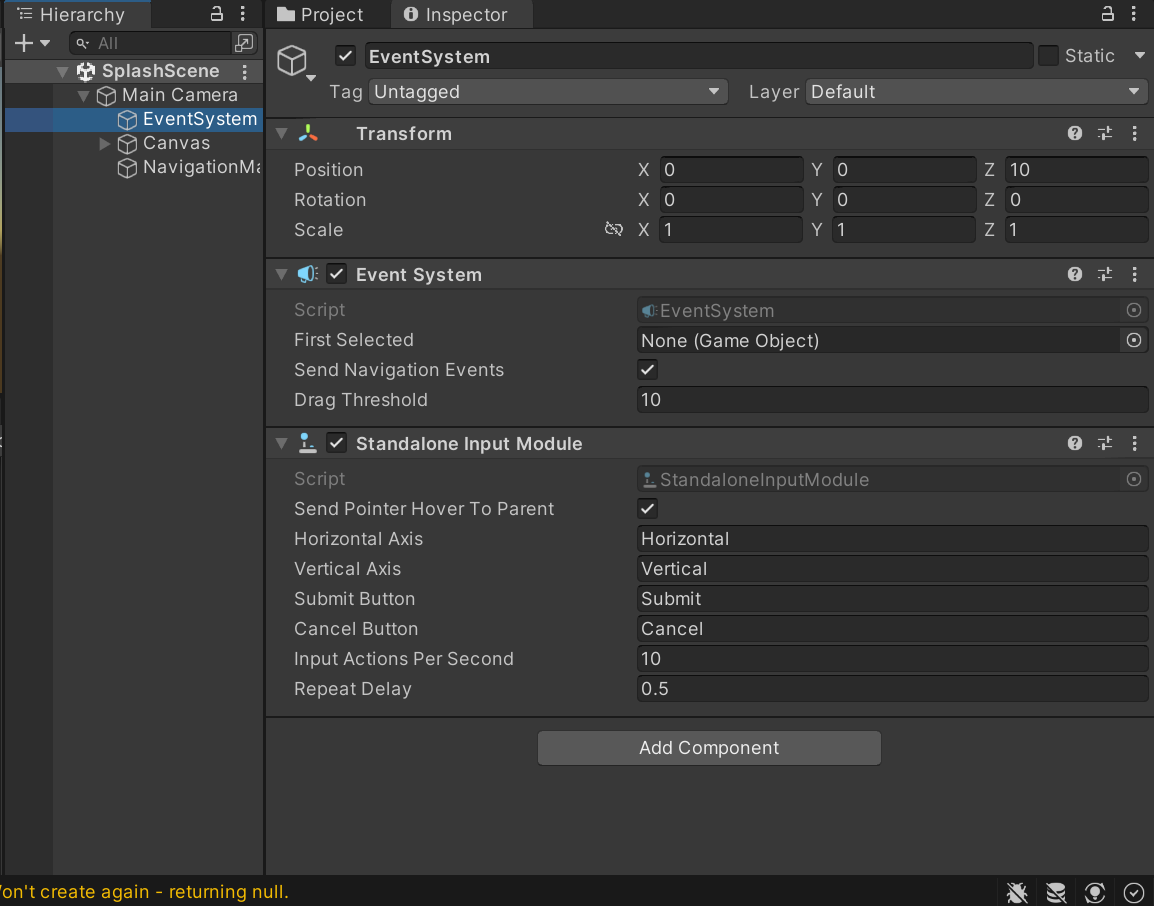 Hierarchy
Project
Inspector
All
SplashScene
Main Camera
EventSystem
Canvas
NavigationMa
EventSystem
Static
Tag Untagged Layer Default
Transform
Position X 0 Y 0 Z 10
Rotation X 0 Y 0 Z 0
Scale X 1 Y 1 Z 1
Event System
Script EventSystem
First Selected None (Game Object)
Send Navigation Events
Drag Threshold 10
Standalone Input Module
Script StandaloneInputModule
Send Pointer Hover To Parent
Horizontal Axis Horizontal
Vertical Axis Vertical
Submit Button Submit
Cancel Button Cancel
Input Actions Per Second 10
Repeat Delay 0.5
Add Component
on't create again - returning null.